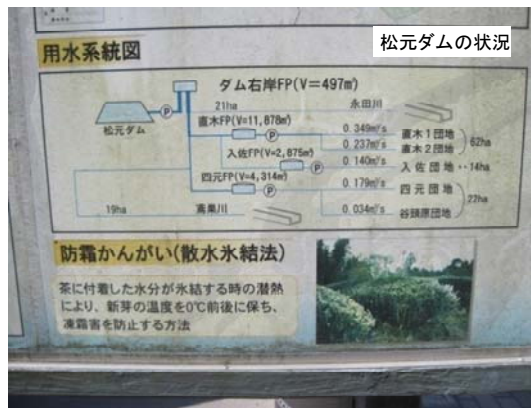 松元ダムの状況
用水系統図
ダム右岸FP(V=497㎥)
21ha 永田川
松元ダム P
直木FP(V=11,878㎥)
P 0.349㎥/s 直木1団地
0.237㎥/s 直木2団地
62ha
入佐FP(V=2,875㎥)
P 0.140㎥/s 入佐団地‥14ha
四元FP(V=4,314㎥)
P 0.179㎥/s 四元団地
22ha
19ha
0.034㎥/s 谷頭原団地
防霜かんがい(散水氷結法)
茶に付着した水分が氷結する時の潜熱
により、新芽の温度を0℃前後に保ち、
凍霜害を防止する方法